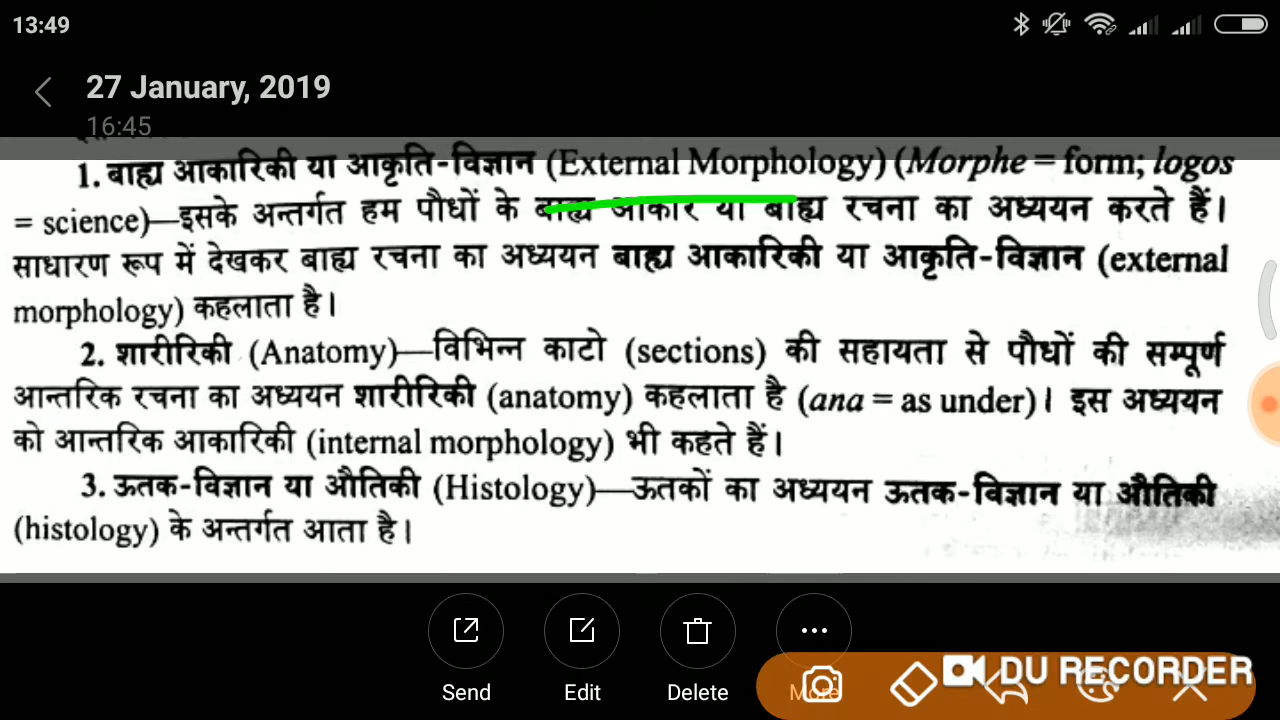 13:49
27 January, 2019
16:45
1. बाह्य आकारिकी या आकृति-विज्ञान (External Morphology) (Morphe = form; logos
= science)—इसके अन्तर्गत हम पौधों के बाह्य आकार या बाह्य रचना का अध्ययन करते हैं।
साधारण रूप में देखकर बाह्य रचना का अध्ययन बाह्य आकारिकी या आकृति-विज्ञान (external
morphology) कहलाता है।
2. शारीरिकी (Anatomy)—विभिन्न काटो (sections) की सहायता से पौधों की सम्पूर्ण
आन्तरिक रचना का अध्ययन शारीरिकी (anatomy) कहलाता है (ana = as under)। इस अध्ययन
को आन्तरिक आकारिकी (internal morphology) भी कहते हैं।
3. ऊतक-विज्ञान या औतिकी (Histology)—ऊतकों का अध्ययन ऊतक-विज्ञान या औतिकी
(histology) के अन्तर्गत आता है।
Send Edit Delete More
DU RECORDER